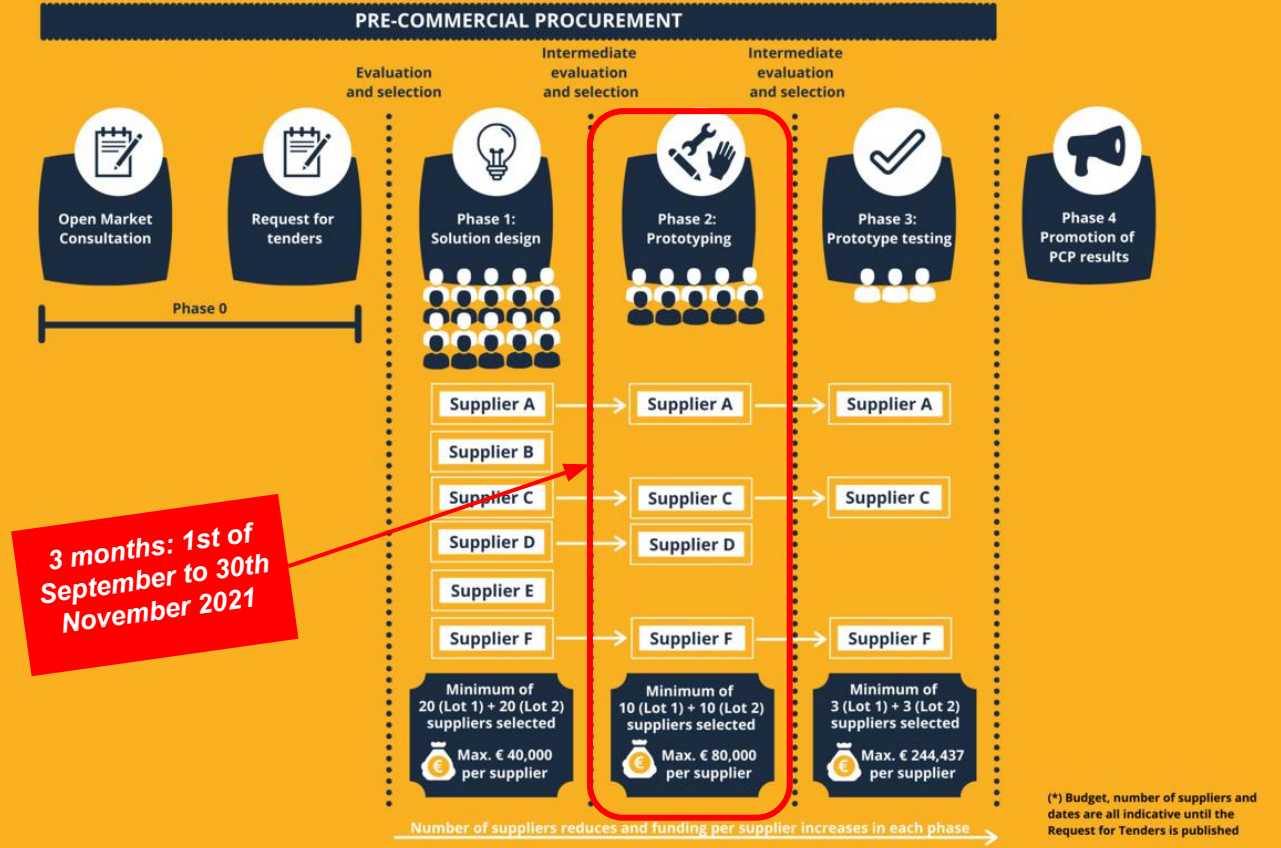 PRE-COMMERCIAL PROCUREMENT
Evaluation
and selection
Intermediate
evaluation
and selection
Intermediate
evaluation
and selection
Open Market
Consultation
Request for
tenders
Phase 1:
Solution design
Phase 2:
Prototyping
Phase 3:
Prototype testing
Phase 4
Promotion of
PCP results
Phase 0
Supplier A
Supplier A
Supplier A
Supplier B
Supplier C
Supplier C
Supplier C
Supplier D
Supplier D
Supplier E
Supplier F
Supplier F
Supplier F
3 months: 1st of
September to 30th
November 2021
Minimum of
20 (Lot 1) + 20 (Lot 2)
suppliers selected
€
Max. € 40,000
per supplier
Minimum of
10 (Lot 1) + 10 (Lot 2)
suppliers selected
€
Max. € 80,000
per supplier
Minimum of
3 (Lot 1) + 3 (Lot 2)
suppliers selected
€
Max. € 244,437
per supplier
Number of suppliers reduces and funding per supplier increases in each phase
(*) Budget, number of suppliers and
dates are all indicative until the
Request for Tenders is published